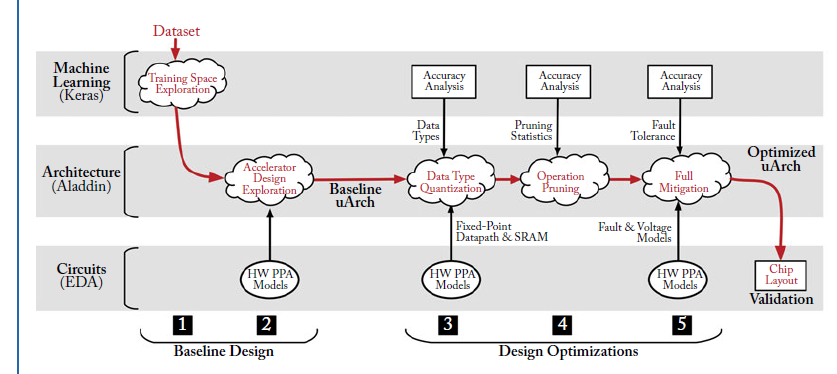 Dataset
Machine
Learning
(Keras)
Training Space
Exploration
Accuracy
Analysis
Accuracy
Analysis
Accuracy
Analysis
Data
Types
Pruning
Statistics
Fault
Tolerance
Architecture
(Aladdin)
Accelerator
Design
Exploration
Baseline
uArch
Data Type
Quantization
Operation
Pruning
Full
Mitigation
Optimized
uArch
Fixed-Point
Datapath & SRAM
Fault & Voltage
Models
Circuits
(EDA)
HW PPA
Models
HW PPA
Models
HW PPA
Models
Chip
Layout
Validation
1
2
3
4
5
Baseline Design
Design Optimizations